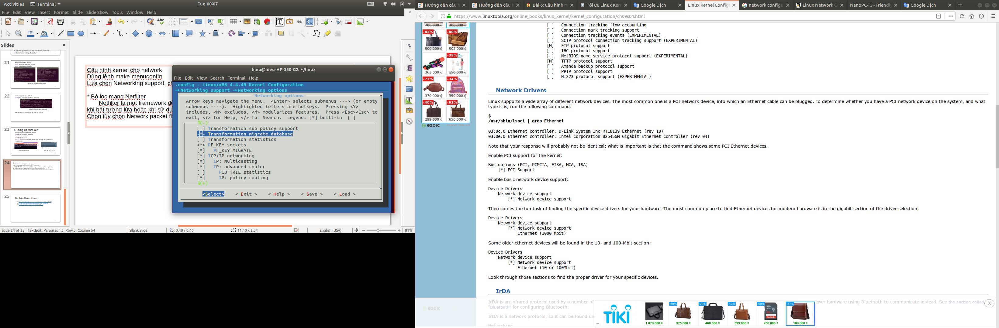 Activities Terminal Tue 00:07
File Edit View Insert Format Slide Slide Show Tools Window Help
Slides
21
22
23
6. Dùng kit phát wifi
24
25
Tài liệu tham khảo
Cấu hình kernel cho network
Dùng lệnh make menuconfig
Lựa chọn Networking support, ch
* Bộ lọc mạng Netfilter
Netfilter là một framework để
khi bật tường lửa hoặc khi sử dụ
Chọn tùy chọn Network packet fi
hieu@hieu-HP-350-G2: ~/linux
File Edit View Search Terminal Help
.config - Linux/x86 4.4.49 Kernel Configuration
→ Networking support → Networking options
Networking options
Arrow keys navigate the menu. <Enter> selects submenus ---> (or empty
submenus ----). Highlighted letters are hotkeys. Pressing <Y>
includes, <N> excludes, <M> modularizes features. Press <Esc><Esc> to
exit, <?> for Help, </> for Search. Legend: [*] built-in [ ]
↑(-)
[ ] Transformation sub policy support
-*- Transformation migrate database
[ ] Transformation statistics
<*> PF_KEY sockets
[*] PF_KEY MIGRATE
[*] TCP/IP networking
[*] IP: multicasting
[*] IP: advanced router
[ ] FIB TRIE statistics
[*] IP: policy routing
↓(+)
<Select> < Exit > < Help > < Save > < Load >
Slide 24 of 25 TextEdit: Paragraph 3, Row 3, Column 54 Blank Slide 0.40 / 0.40 11.40 x 2.34 English (USA) 81%
Hướng dẫn cấu h Hướng dẫn cấu h Bài 6: Cấu hình m Tối ưu Linux Kern Google Dịch Linux Kernel Config network configu Linux Network C NanoPC-T3 - Friendly Google Dịch
https://www.linuxtopia.org/online_books/linux_kernel/kernel_configuration/ch09s04.html
700,000 ₫ 300,000 ₫
-82% -80%
500,000 ₫ 502,000 ₫
-35%
363,000 ₫ 150,000 ₫
-73% -34%
370,000 ₫ 350,000 ₫
-40% -61%
299,000 ₫ 650,000 ₫
ezoic report this ad
[ ] Connection tracking flow accounting
[ ] Connection mark tracking support
[ ] Connection tracking events (EXPERIMENTAL)
[ ] SCTP protocol connection tracking support (EXPERIMENTAL)
[M] FTP protocol support
[ ] IRC protocol support
[ ] NetBIOS name service protocol support (EXPERIMENTAL)
[M] TFTP protocol support
[ ] Amanda backup protocol support
[ ] PPTP protocol support
[ ] H.323 protocol support (EXPERIMENTAL)
Network Drivers
Linux supports a wide array of different network devices. The most common one is a PCI network device, into which an Ethernet cable can be plugged. To determine whether you have a PCI network device on the system, and what
type it is, run the following command:
$
/usr/sbin/lspci | grep Ethernet
03:0c.0 Ethernet controller: D-Link System Inc RTL8139 Ethernet (rev 10)
03:0e.0 Ethernet controller: Intel Corporation 82545GM Gigabit Ethernet Controller (rev 04)
Note that your response will probably not be identical; what is important is that the command shows some PCI Ethernet devices.
Enable PCI support for the kernel:
Bus options (PCI, PCMCIA, EISA, MCA, ISA)
[*] PCI Support
Enable basic network device support:
Device Drivers
Network device support
[*] Network device support
Then comes the fun task of finding the specific device drivers for your hardware. The most common place to find Ethernet devices for modern hardware is in the gigabit section of the driver selection:
Device Drivers
Network device support
[*] Network device support
Ethernet (1000 Mbit)
Some older ethernet devices will be found in the 10- and 100-Mbit section:
Device Drivers
Network device support
[*] Network device support
Ethernet (10 or 100Mbit)
Look through those sections to find the proper driver for your specific devices.
IrDA
IrDA is an infrared protocol used by a number of ewer hardware using Bluetooth to communicate instead. See the section called
"Bluetooth" for configuring Bluetooth.
IrDA is a network protocol, so it can be found un
Networking
ezoic
TIKI
-50% -28% -43% -50% -37%
1.079.000 ₫ 375.000 ₫ 468.000 ₫ 399.000 ₫ 250.000 ₫ 189.000 ₫
X